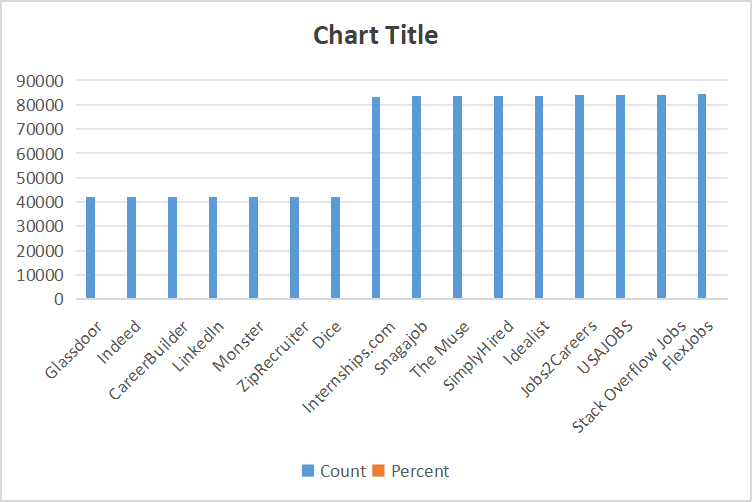 Chart Title
90000
80000
70000
60000
50000
40000
30000
20000
10000
0
Glassdoor
Indeed
CareerBuilder
LinkedIn
Monster
ZipRecruiter
Dice
Internships.com
Snagajob
The Muse
SimplyHired
Idealist
Jobs2Careers
USAJOBS
Stack Overflow Jobs
FlexJobs
Count Percent